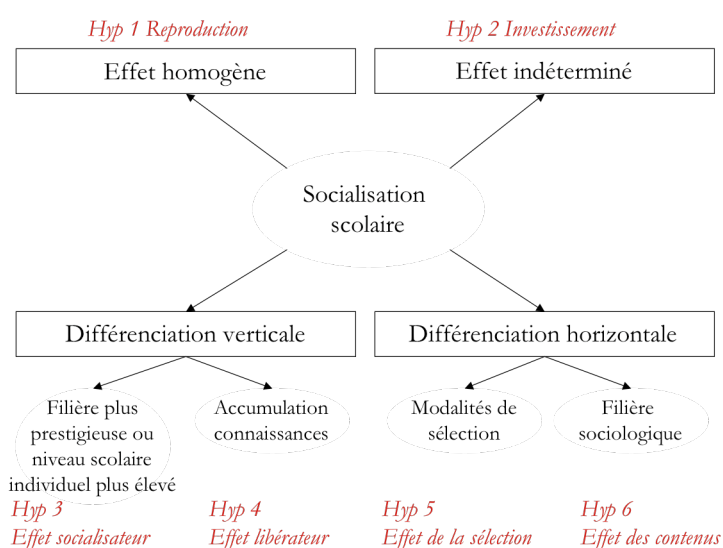 Hyp 1 Reproduction
Hyp 2 Investissement
Effet homogène
Effet indéterminé
Socialisation
scolaire
Différenciation verticale
Différenciation horizontale
Filière plus
prestigieuse ou
niveau scolaire
individuel plus élevé
Accumulation
connaissances
Modalités de
sélection
Filière
sociologique
Hyp 3
Effet socialisateur
Hyp 4
Effet libérateur
Hyp 5
Effet de la sélection
Hyp 6
Effet des contenus